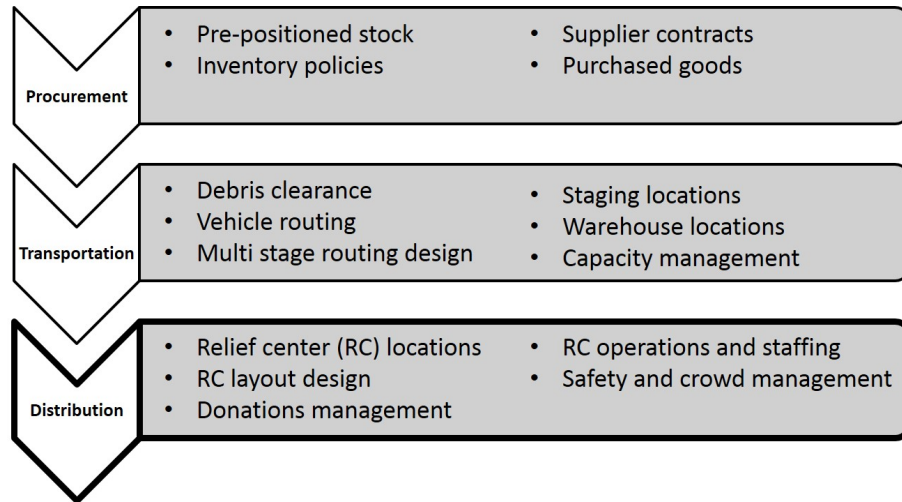 Procurement
• Pre-positioned stock
• Inventory policies
• Supplier contracts
• Purchased goods
Transportation
• Debris clearance
• Vehicle routing
• Multi stage routing design
• Staging locations
• Warehouse locations
• Capacity management
Distribution
• Relief center (RC) locations
• RC layout design
• Donations management
• RC operations and staffing
• Safety and crowd management